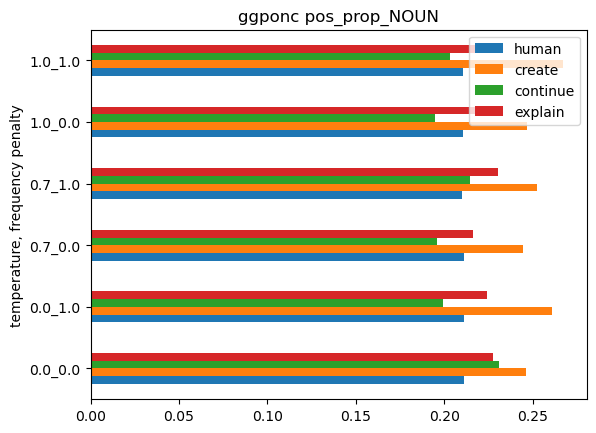 ggponc pos_prop_NOUN
human
create
continue
explain
temperature, frequency penalty
1.0_1.0
1.0_0.0
0.7_1.0
0.7_0.0
0.0_1.0
0.0_0.0
0.00 0.05 0.10 0.15 0.20 0.25